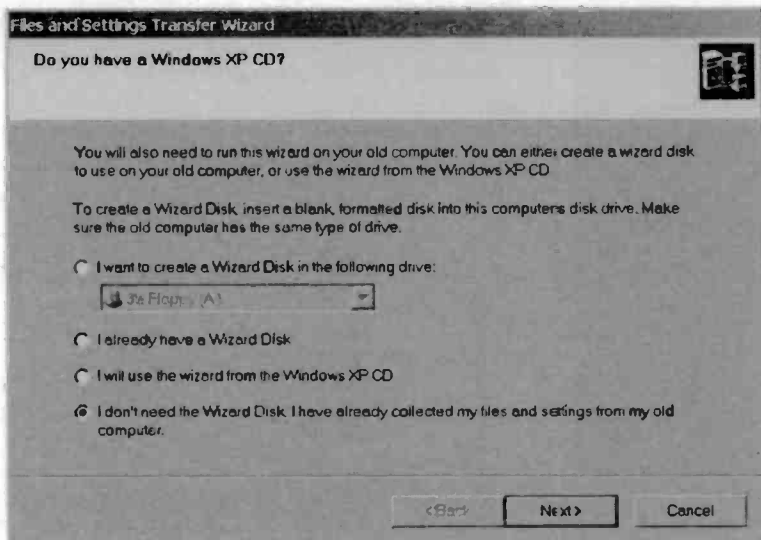 Files and Settings Transfer Wizard
Do you have a Windows XP CD?
You will also need to run this wizard on your old computer. You can either create a wizard disk
to use on your old computer, or use the wizard from the Windows XP CD
To create a Wizard Disk, insert a blank, formatted disk into this computer's disk drive. Make
sure the old computer has the same type of drive.
I want to create a Wizard Disk in the following drive:
3½ Floppy (A:)
I already have a Wizard Disk
I will use the wizard from the Windows XP CD
I don't need the Wizard Disk. I have already collected my files and settings from my old
computer.
< Back
Next >
Cancel